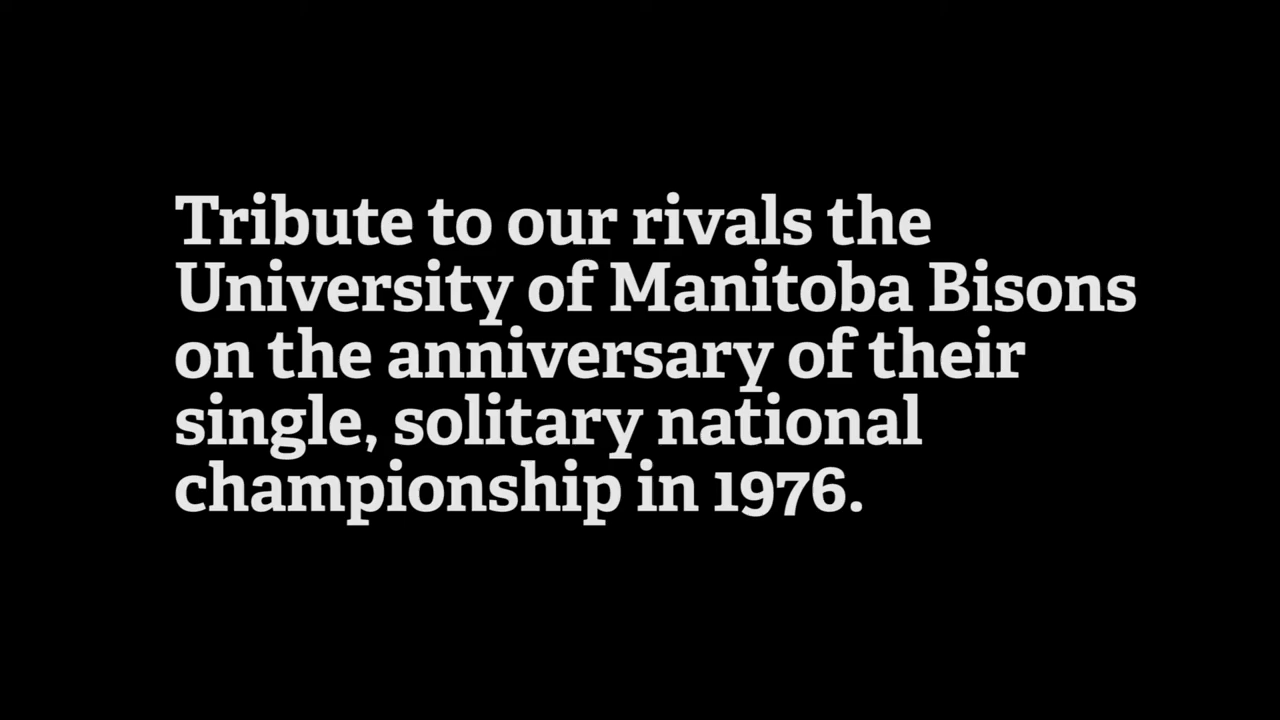 Tribute to our rivals the
University of Manitoba Bisons
on the anniversary of their
single, solitary national
championship in 1976.